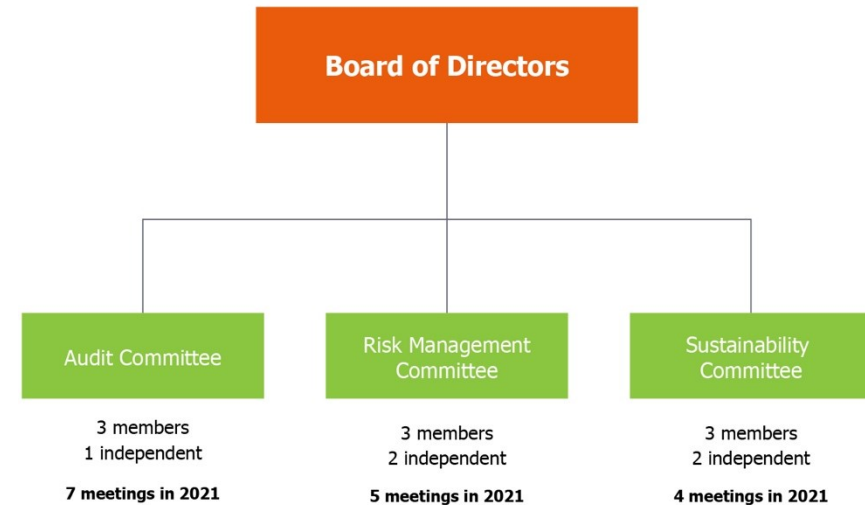 Board of Directors
Audit Committee
3 members
1 independent
7 meetings in 2021
Risk Management
Committee
3 members
2 independent
5 meetings in 2021
Sustainability
Committee
3 members
2 independent
4 meetings in 2021